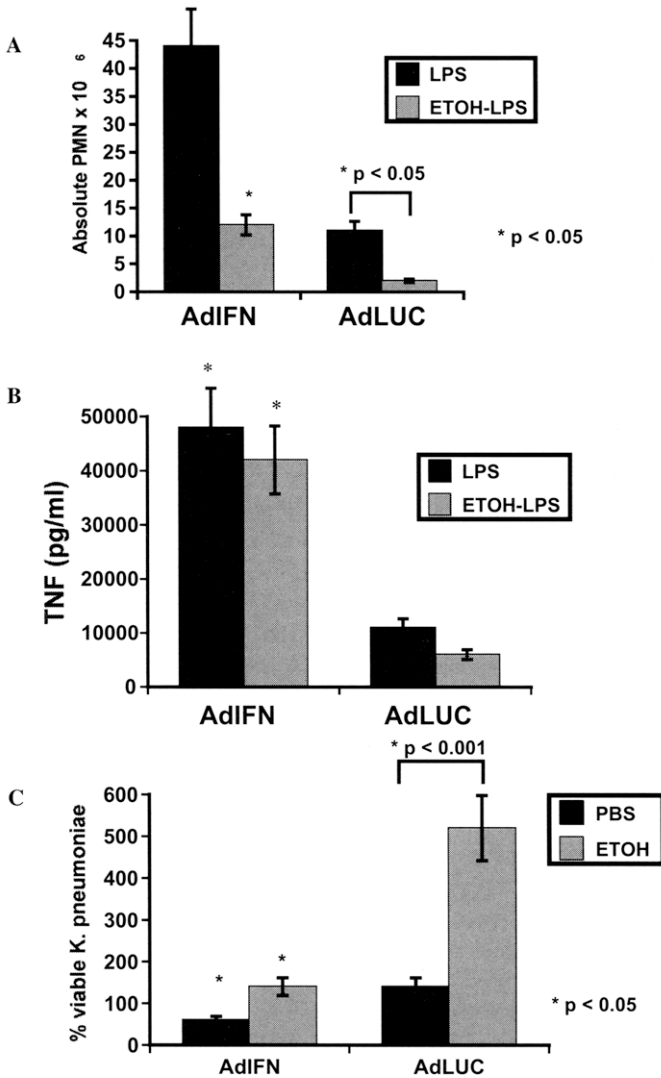 A
Absolute PMN x 10 6
45
40
35
30
25
20
15
10
5
0
*
* p < 0.05
LPS
ETOH-LPS
* p < 0.05
AdIFN
AdLUC
B
TNF (pg/ml)
50000
40000
30000
20000
10000
0
*
*
LPS
ETOH-LPS
AdIFN
AdLUC
C
% viable K. pneumoniae
600
500
400
300
200
100
0
*
*
* p < 0.001
PBS
ETOH
* p < 0.05
AdIFN
AdLUC